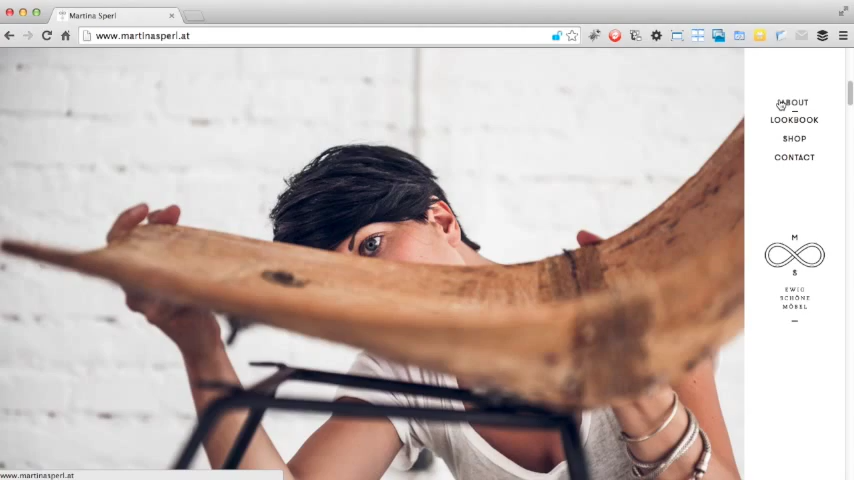 Martina Sperl
www.martinasperl.at
ABOUT
LOOKBOOK
SHOP
CONTACT
M
S
EWIG
SCHÖNE
MÖBEL
www.martinasperl.at